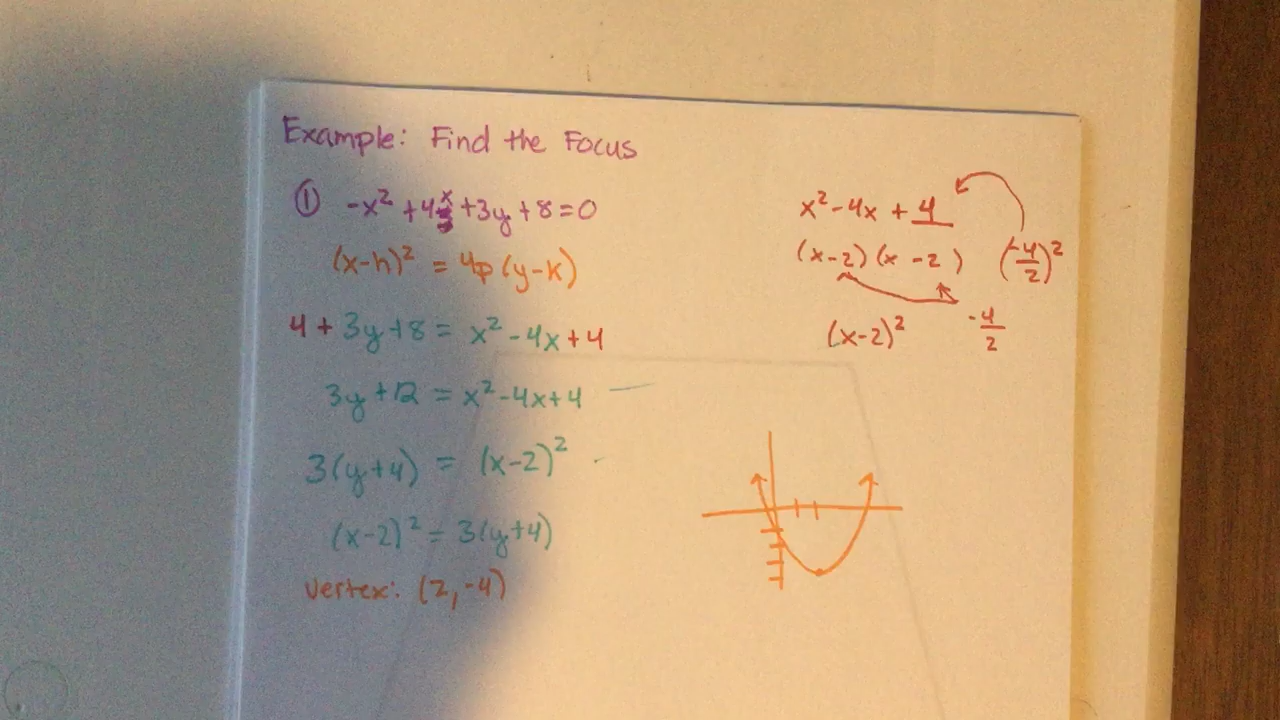 Example: Find the Focus
① -x² + 4x + 3y + 8 = 0
(x-h)² = 4p(y-k)
4 + 3y + 8 = x² - 4x + 4
3y + 12 = x² - 4x + 4
3(y+4) = (x-2)²
(x-2)² = 3(y+4)
Vertex: (2, -4)
x² - 4x + 4
(x-2)(x-2) (-4/2)²
(x-2)² -4/2